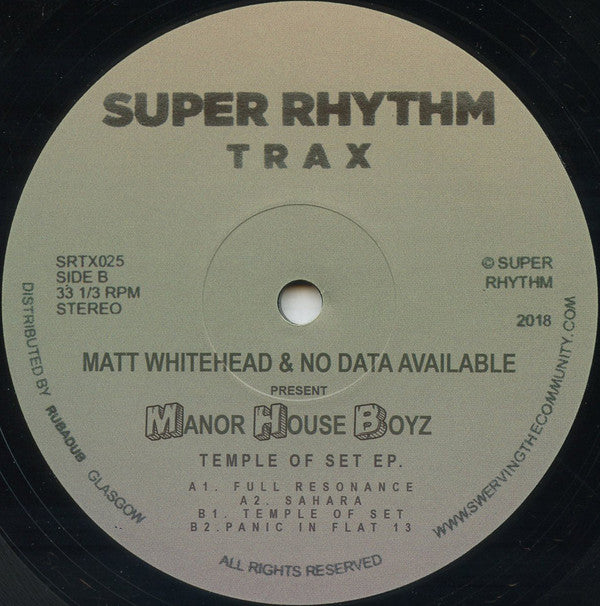 SUPER RHYTHM
TRAX
SRTX025
SIDE B
33 1/3 RPM
STEREO
© SUPER
RHYTHM
2018
MATT WHITEHEAD & NO DATA AVAILABLE
PRESENT
MANOR HOUSE BOYZ
TEMPLE OF SET EP.
A1. FULL RESONANCE
A2. SAHARA
B1. TEMPLE OF SET
B2.PANIC IN FLAT 13
DISTRIBUTED BY RUBADUB GLASGOW
ALL RIGHTS RESERVED
WWW.SWERVINGTHECOMMUNITY.COM